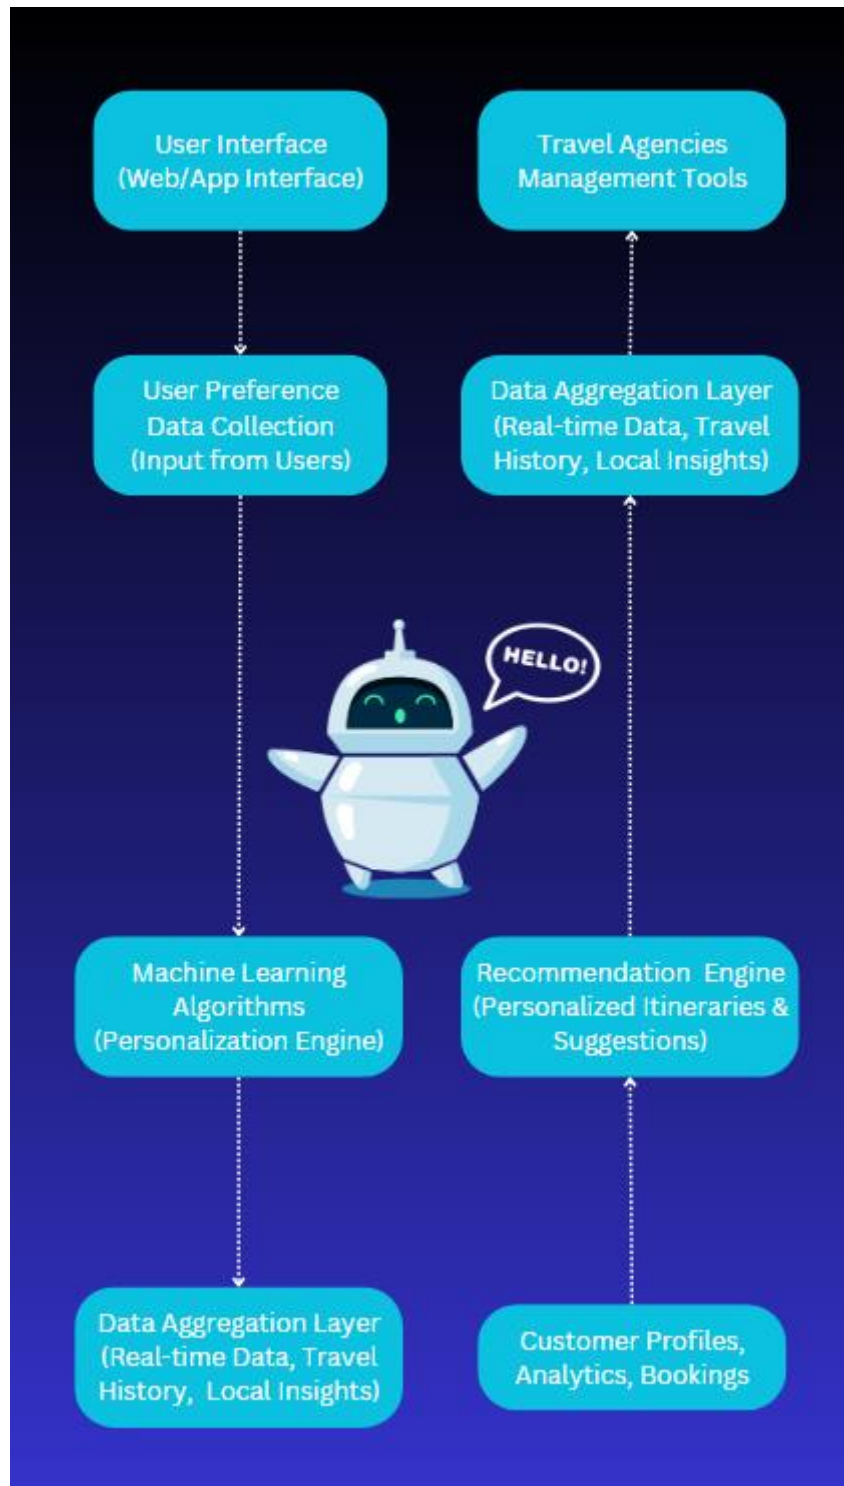 User Interface
(Web/App Interface)
User Preference
Data Collection
(Input from Users)
Machine Learning
Algorithms
(Personalization Engine)
Data Aggregation Layer
(Real-time Data, Travel
History, Local Insights)
Travel Agencies
Management Tools
Data Aggregation Layer
(Real-time Data, Travel
History, Local Insights)
HELLO!
Recommendation Engine
(Personalized Itineraries &
Suggestions)
Customer Profiles,
Analytics, Bookings